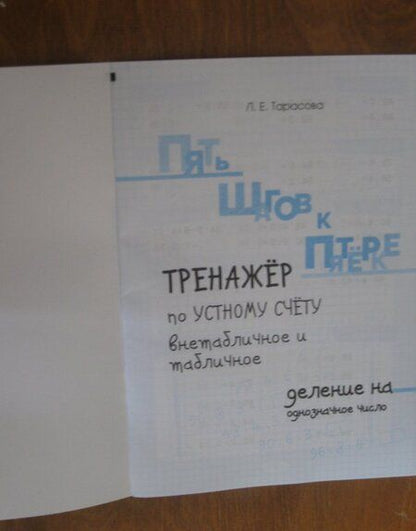 Л. Е. Тарасова
Пять
Шагов к
Пятёрке
ТРЕНАЖЁР
по УСТНОМУ СЧЁТУ
внетабличное и
табличное
деление на
однозначное число